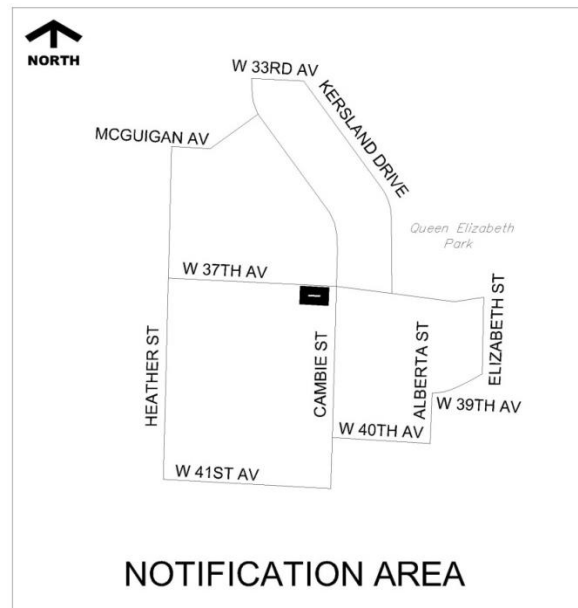 NORTH
W 33RD AV
KERSLAND DRIVE
MCGUIGAN AV
Queen Elizabeth
Park
W 37TH AV
HEATHER ST
CAMBIE ST
ALBERTA ST
ELIZABETH ST
W 39TH AV
W 40TH AV
W 41ST AV
NOTIFICATION AREA